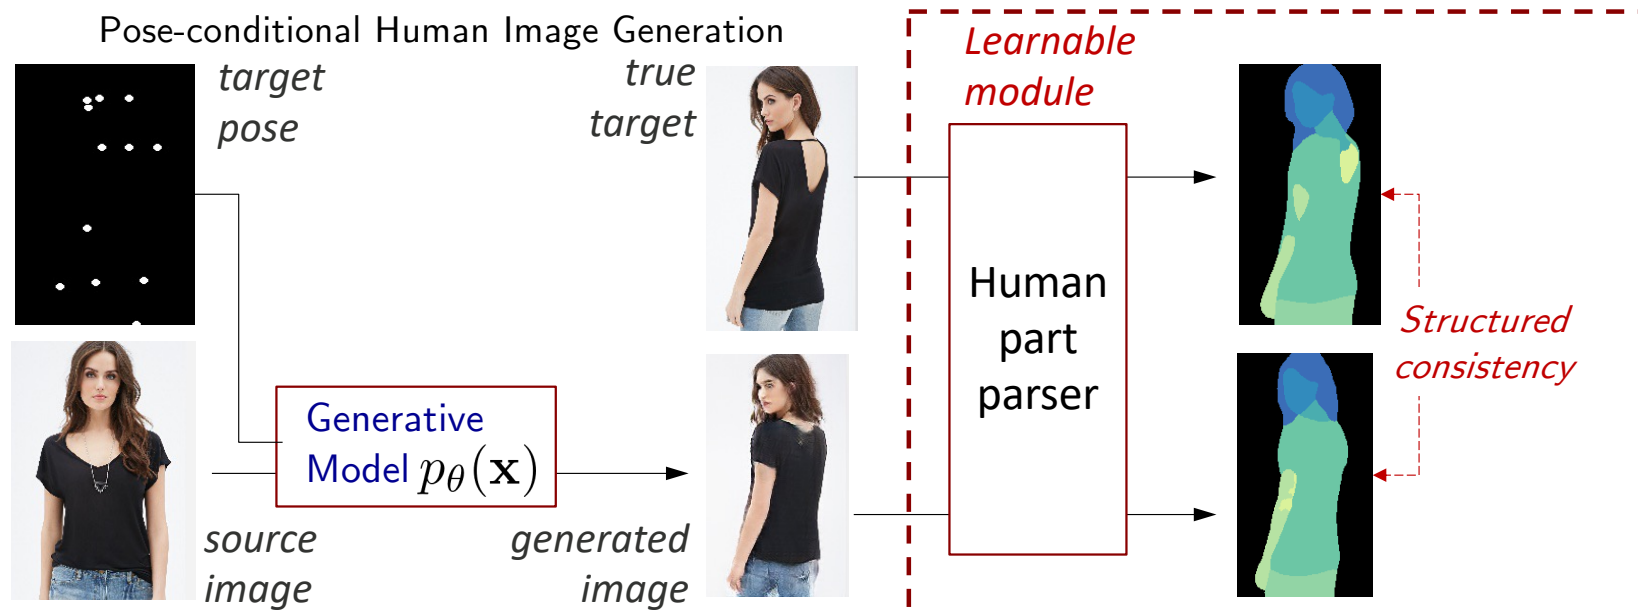 Pose-conditional Human Image Generation
target
pose
true
target
Learnable
module
Human
part
parser
Structured
consistency
Generative
Model pθ(x)
source
image
generated
image